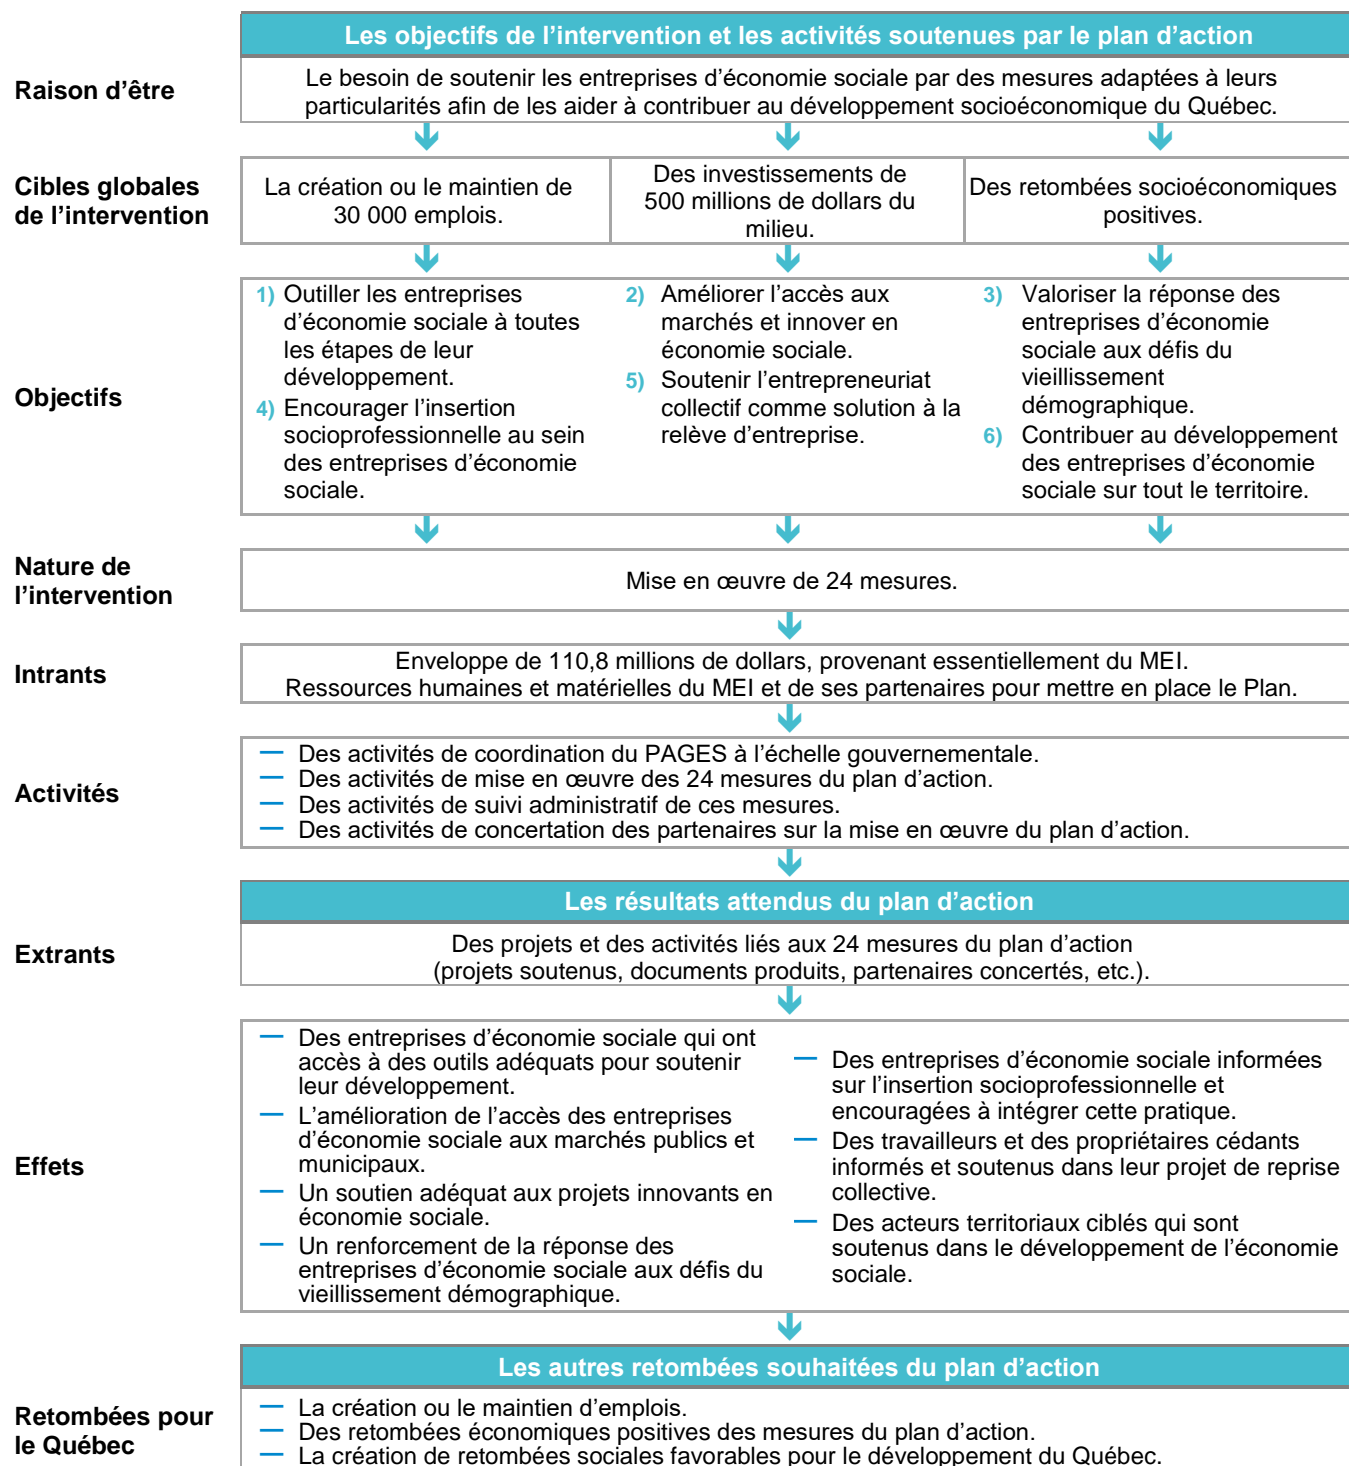 Les objectifs de l’intervention et les activités soutenues par le plan d’action
Raison d’être
Le besoin de soutenir les entreprises d’économie sociale par des mesures adaptées à leurs
particularités afin de les aider à contribuer au développement socioéconomique du Québec.
Cibles globales
de l’intervention
La création ou le maintien de
30 000 emplois.
Des investissements de
500 millions de dollars du
milieu.
Des retombées socioéconomiques
positives.
Objectifs
1) Outiller les entreprises
d’économie sociale à toutes
les étapes de leur
développement.
4) Encourager l’insertion
socioprofessionnelle au sein
des entreprises d’économie
sociale.
2) Améliorer l’accès aux
marchés et innover en
économie sociale.
5) Soutenir l’entrepreneuriat
collectif comme solution à la
relève d’entreprise.
3) Valoriser la réponse des
entreprises d’économie
sociale aux défis du
vieillissement
démographique.
6) Contribuer au développement
des entreprises d’économie
sociale sur tout le territoire.
Nature de
l’intervention
Mise en œuvre de 24 mesures.
Intrants
Enveloppe de 110,8 millions de dollars, provenant essentiellement du MEI.
Ressources humaines et matérielles du MEI et de ses partenaires pour mettre en place le Plan.
Activités
— Des activités de coordination du PAGES à l’échelle gouvernementale.
— Des activités de mise en œuvre des 24 mesures du plan d’action.
— Des activités de suivi administratif de ces mesures.
— Des activités de concertation des partenaires sur la mise en œuvre du plan d’action.
Les résultats attendus du plan d’action
Extrants
Des projets et des activités liés aux 24 mesures du plan d’action
(projets soutenus, documents produits, partenaires concertés, etc.).
Effets
— Des entreprises d’économie sociale qui ont
accès à des outils adéquats pour soutenir
leur développement.
— L’amélioration de l’accès des entreprises
d’économie sociale aux marchés publics et
municipaux.
— Un soutien adéquat aux projets innovants en
économie sociale.
— Un renforcement de la réponse des
entreprises d’économie sociale aux défis du
vieillissement démographique.
— Des entreprises d’économie sociale informées
sur l’insertion socioprofessionnelle et
encouragées à intégrer cette pratique.
— Des travailleurs et des propriétaires cédants
informés et soutenus dans leur projet de reprise
collective.
— Des acteurs territoriaux ciblés qui sont
soutenus dans le développement de l’économie
sociale.
Les autres retombées souhaitées du plan d’action
Retombées pour
le Québec
— La création ou le maintien d’emplois.
— Des retombées économiques positives des mesures du plan d’action.
— La création de retombées sociales favorables pour le développement du Québec.